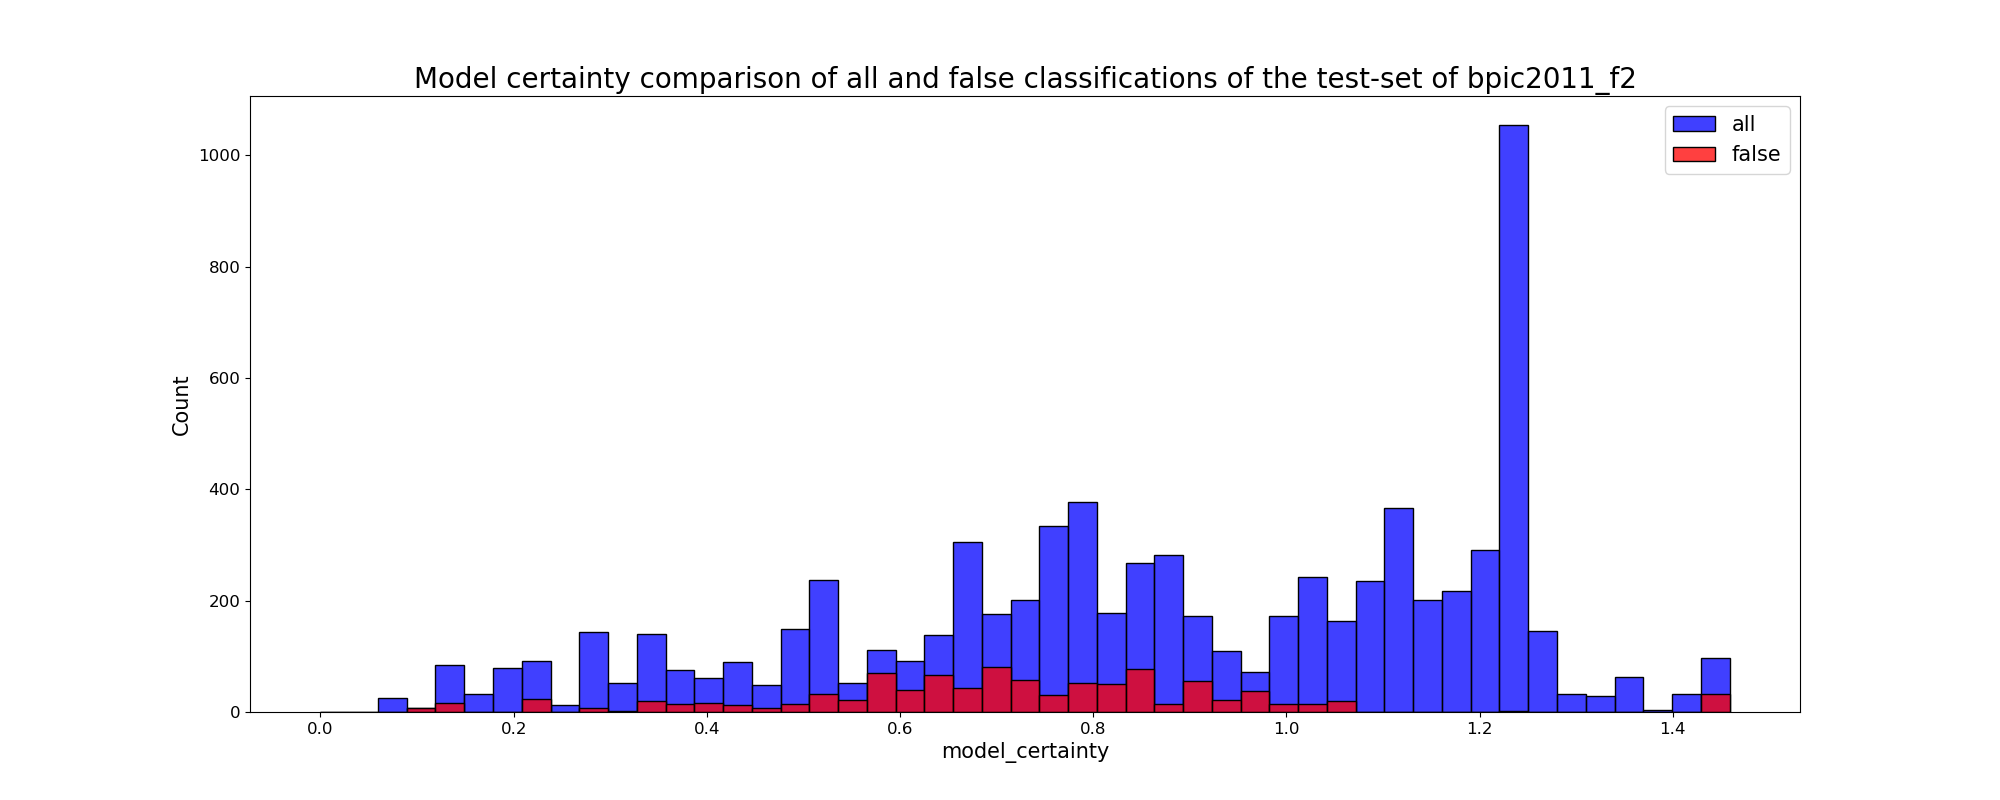 Model certainty comparison of all and false classifications of the test-set of bpic2011_f2
all
false
1000
800
600
400
200
0
Count
0.0 0.2 0.4 0.6 0.8 1.0 1.2 1.4
model_certainty